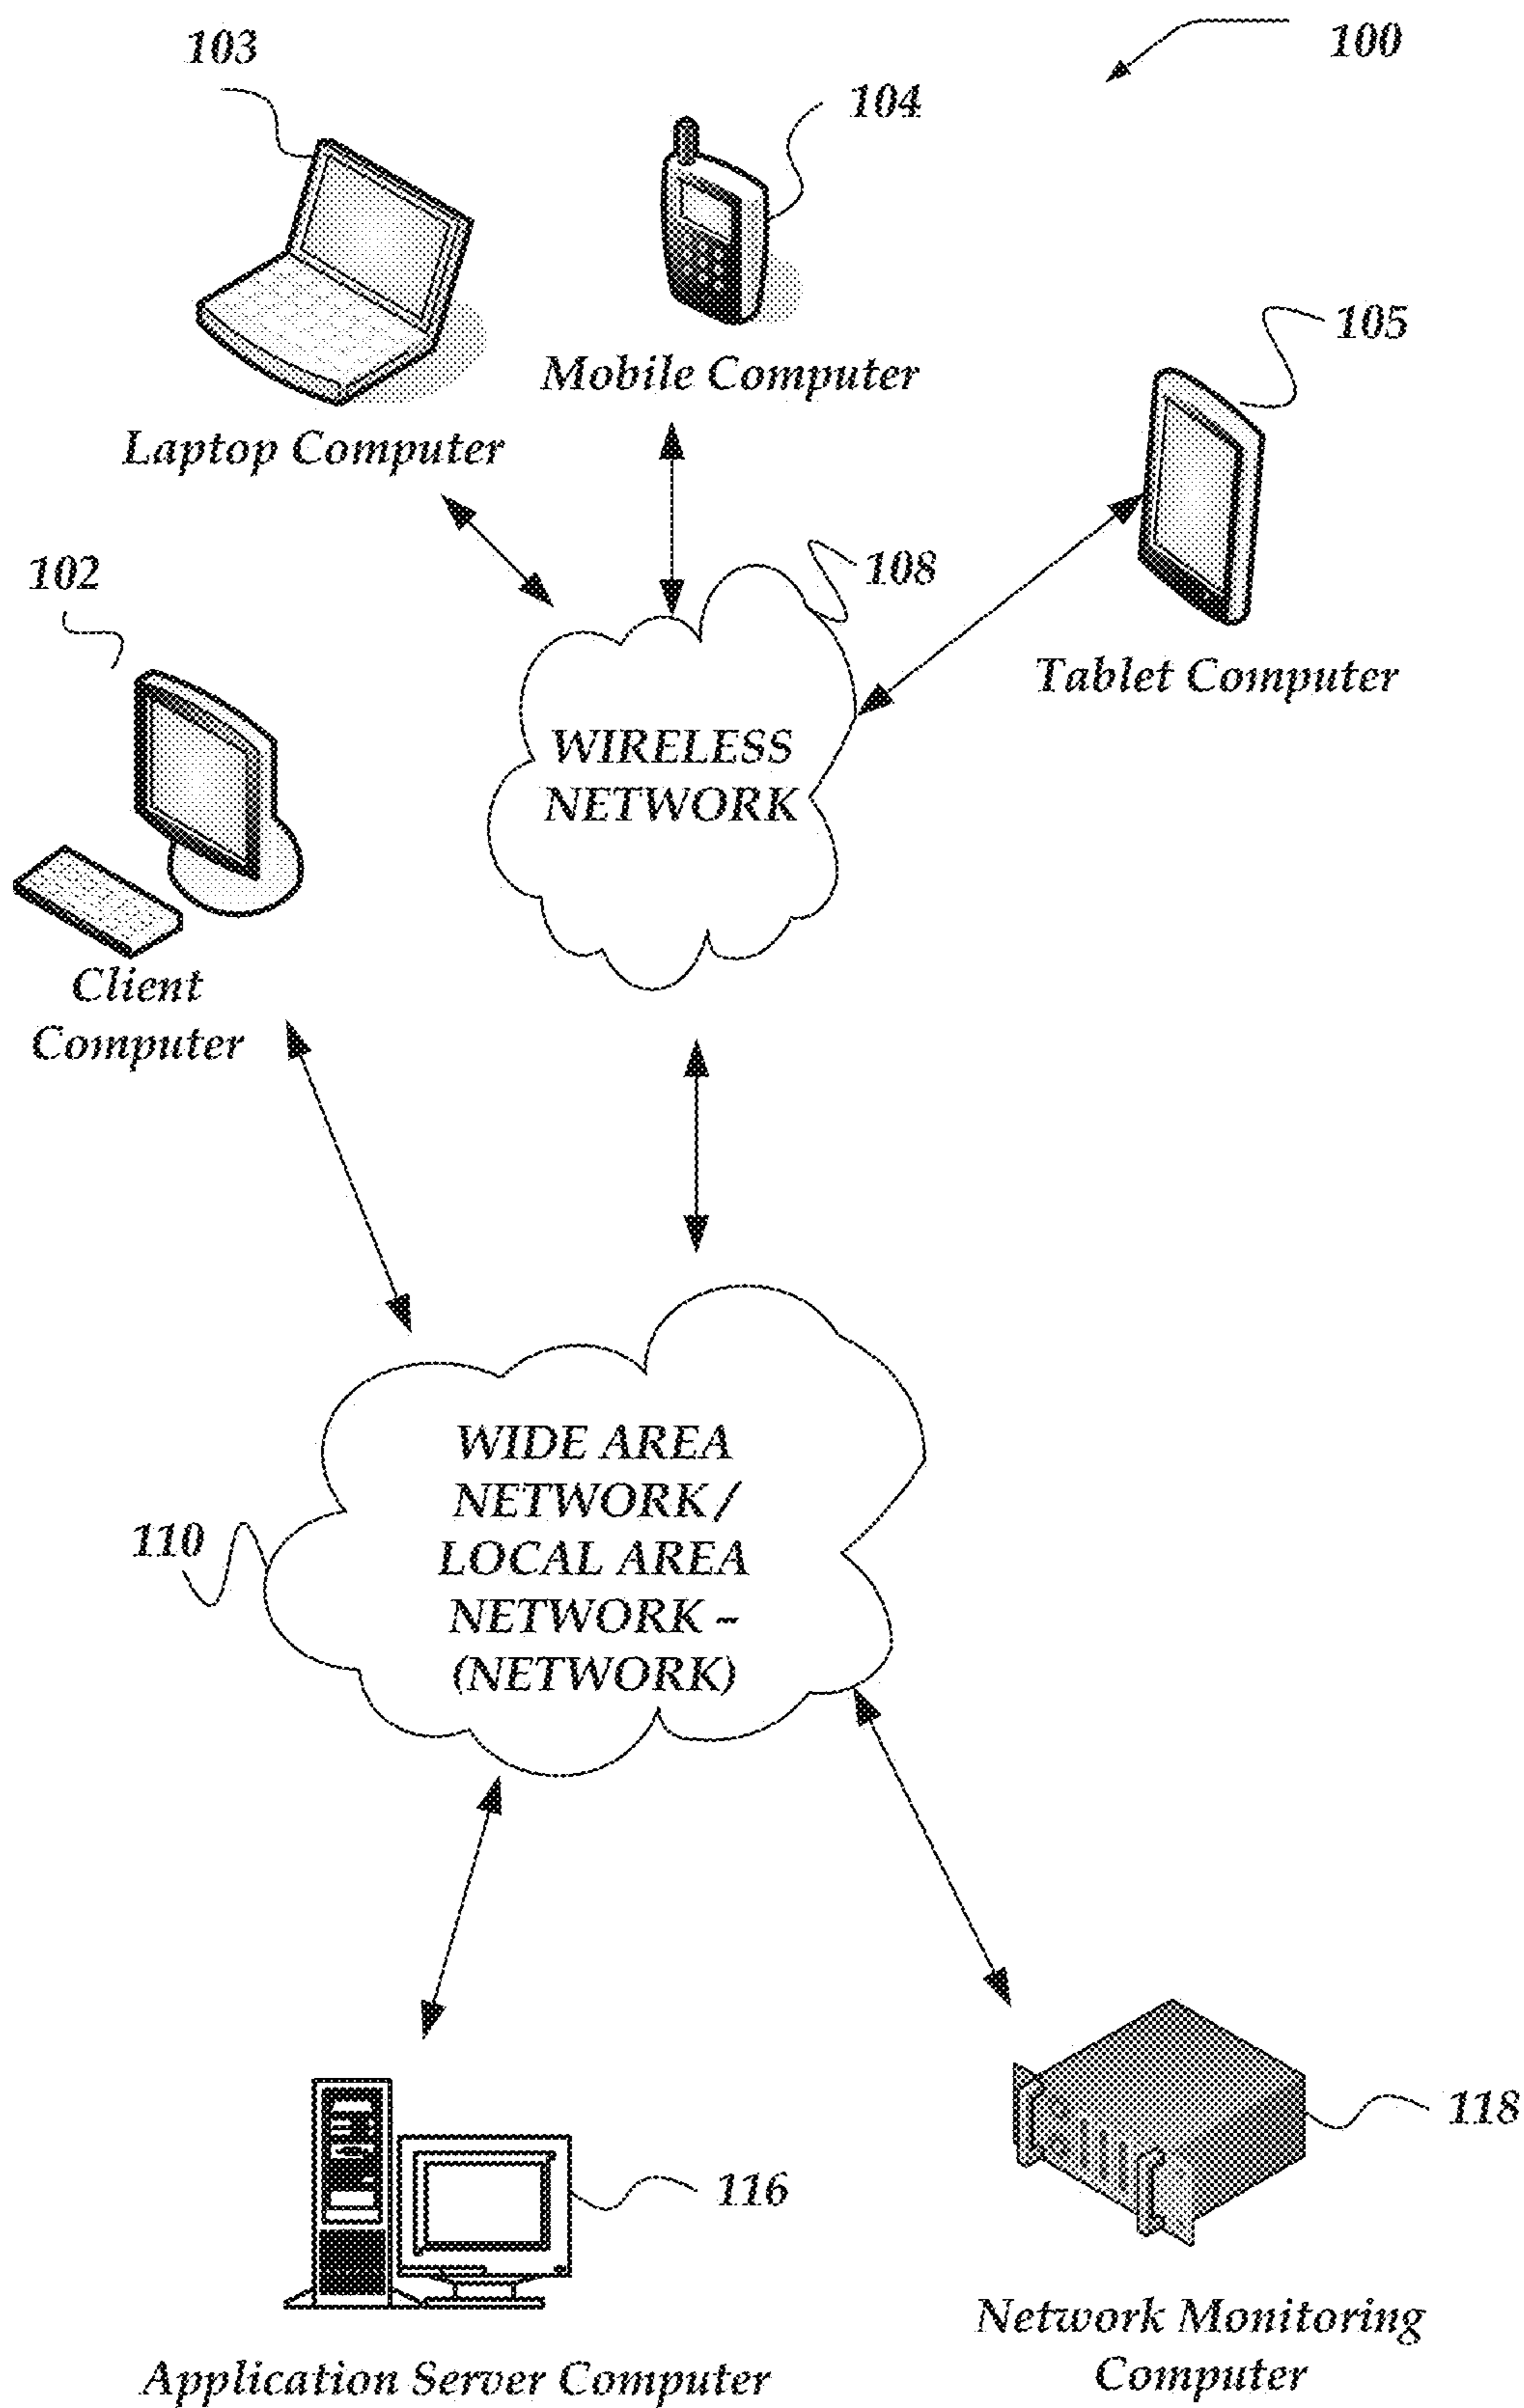 103
100
104
105
Mobile Computer
Laptop Computer
108
102
Tablet Computer
WIRELESS
NETWORK
Client
Computer
WIDE AREA
NETWORK /
LOCAL AREA
NETWORK –
(NETWORK)
110
118
116
Network Monitoring
Computer
Application Server Computer